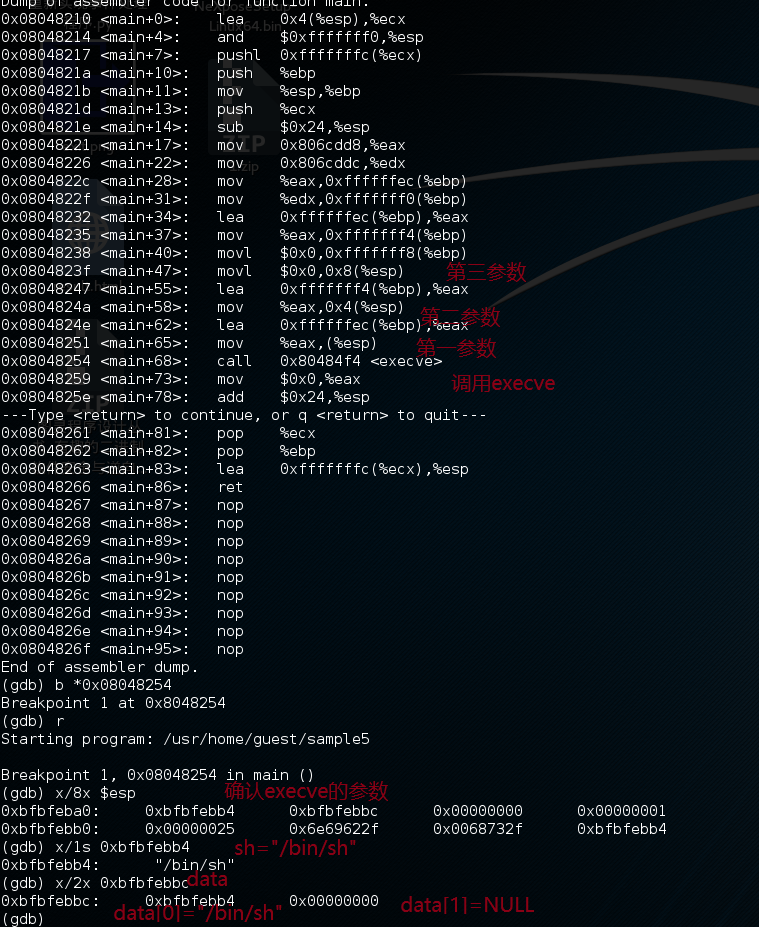 Dump of assembler code for function main:
0x08048210 <main+0>: lea 0x4(%esp),%ecx
0x08048214 <main+4>: and $0xfffffff0,%esp
0x08048217 <main+7>: pushl 0xfffffffc(%ecx)
0x0804821a <main+10>: push %ebp
0x0804821b <main+11>: mov %esp,%ebp
0x0804821d <main+13>: push %ecx
0x0804821e <main+14>: sub $0x24,%esp
0x08048221 <main+17>: mov 0x806cdd8,%eax
0x08048226 <main+22>: mov 0x806cddc,%edx
0x0804822c <main+28>: mov %eax,0xffffffec(%ebp)
0x0804822f <main+31>: mov %edx,0xfffffff0(%ebp)
0x08048232 <main+34>: lea 0xffffffec(%ebp),%eax
0x08048235 <main+37>: mov %eax,0xfffffff4(%ebp)
0x08048238 <main+40>: movl $0x0,0xfffffff8(%ebp)
0x0804823f <main+47>: movl $0x0,0x8(%esp) 第三参数
0x08048247 <main+55>: lea 0xfffffff4(%ebp),%eax
0x0804824a <main+58>: mov %eax,0x4(%esp) 第二参数
0x0804824e <main+62>: lea 0xffffffec(%ebp),%eax
0x08048251 <main+65>: mov %eax,(%esp) 第一参数
0x08048254 <main+68>: call 0x80484f4 <execve>
0x08048259 <main+73>: mov $0x0,%eax 调用execve
0x0804825e <main+78>: add $0x24,%esp
---Type <return> to continue, or q <return> to quit---
0x08048261 <main+81>: pop %ecx
0x08048262 <main+82>: pop %ebp
0x08048263 <main+83>: lea 0xfffffffc(%ecx),%esp
0x08048266 <main+86>: ret
0x08048267 <main+87>: nop
0x08048268 <main+88>: nop
0x08048269 <main+89>: nop
0x0804826a <main+90>: nop
0x0804826b <main+91>: nop
0x0804826c <main+92>: nop
0x0804826d <main+93>: nop
0x0804826e <main+94>: nop
0x0804826f <main+95>: nop
End of assembler dump.
(gdb) b *0x08048254
Breakpoint 1 at 0x8048254
(gdb) r
Starting program: /usr/home/guest/sample5
Breakpoint 1, 0x08048254 in main ()
(gdb) x/8x $esp 确认execve的参数
0xbfbfeba0: 0xbfbfebb4 0xbfbfebbc 0x00000000 0x00000001
0xbfbfebb0: 0x00000025 0x6e69622f 0x0068732f 0xbfbfebb4
(gdb) x/1s 0xbfbfebb4 sh="/bin/sh"
0xbfbfebb4: "/bin/sh"
(gdb) x/2x 0xbfbfebbc data
0xbfbfebbc: 0xbfbfebb4 0x00000000 data[1]=NULL
(gdb) data[0]="/bin/sh"